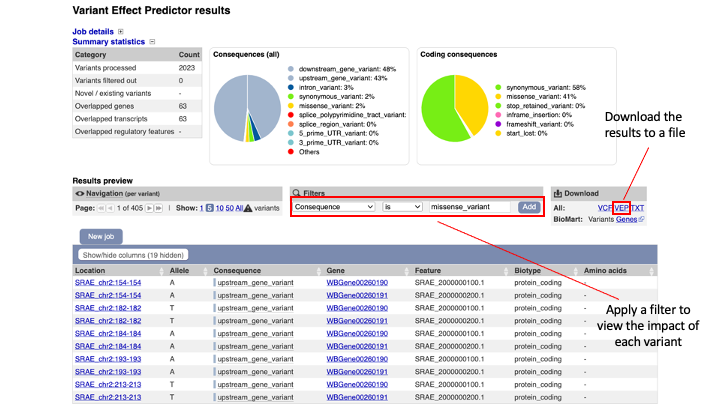 Variant Effect Predictor results
Job details
Summary statistics
Category Count
Variants processed 2023
Variants filtered out 0
Novel / existing variants -
Overlapped genes 63
Overlapped transcripts 63
Overlapped regulatory features -
Consequences (all)
downstream_gene_variant: 48%
upstream_gene_variant: 43%
intron_variant: 3%
synonymous_variant: 2%
missense_variant: 2%
splice_polypyrimidine_tract_variant:
splice_region_variant: 0%
5_prime_UTR_variant: 0%
3_prime_UTR_variant: 0%
Others
Coding consequences
synonymous_variant: 58%
missense_variant: 41%
stop_retained_variant: 0%
inframe_insertion: 0%
frameshift_variant: 0%
start_lost: 0%
Download the
results to a file
Results preview
Navigation (per variant)
Page: 1 of 405 | Show: 1 5 10 50 All variants
Filters
Consequence is missense_variant Add
Download
All: VCF VEP TXT
BioMart: Variants Genes
New job
Show/hide columns (19 hidden)
Location Allele Consequence Gene Feature Biotype Amino acids
SRAE_chr2:154-154 A upstream_gene_variant WBGene00260190 SRAE_2000000100.1 protein_coding -
SRAE_chr2:154-154 A upstream_gene_variant WBGene00260191 SRAE_2000000200.1 protein_coding -
SRAE_chr2:182-182 T upstream_gene_variant WBGene00260190 SRAE_2000000100.1 protein_coding
SRAE_chr2:182-182 T upstream_gene_variant WBGene00260191 SRAE_2000000200.1 protein_coding
SRAE_chr2:184-184 A upstream_gene_variant WBGene00260190 SRAE_2000000100.1 protein_coding
SRAE_chr2:184-184 A upstream_gene_variant WBGene00260191 SRAE_2000000200.1 protein_coding
SRAE_chr2:193-193 A upstream_gene_variant WBGene00260190 SRAE_2000000100.1 protein_coding -
SRAE_chr2:193-193 A upstream_gene_variant WBGene00260191 SRAE_2000000200.1 protein_coding -
SRAE_chr2:213-213 T upstream_gene_variant WBGene00260190 SRAE_2000000100.1 protein_coding -
SRAE_chr2:213-213 T upstream_gene_variant WBGene00260191 SRAE_2000000200.1 protein_coding -
Apply a filter to
view the impact of
each variant